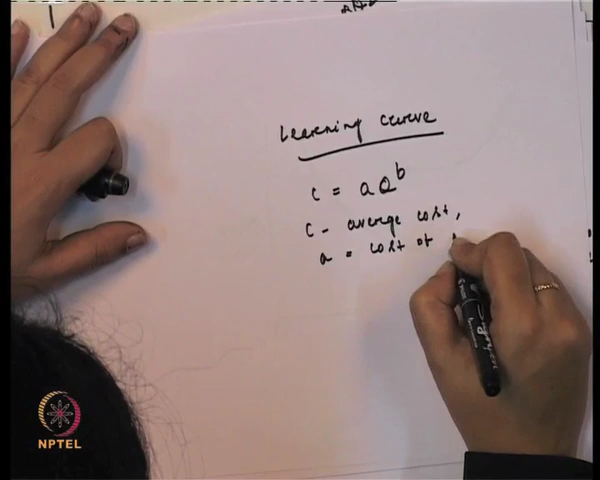 Learning curve
c = aQ^b
c - average cost,
a = cost of
NPTEL